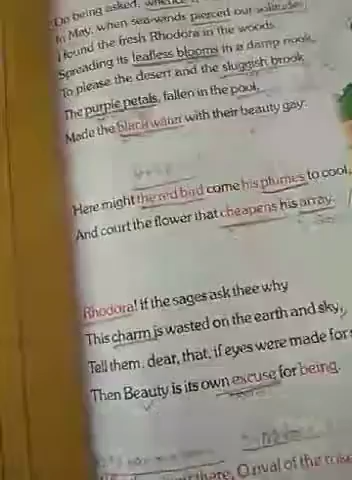 On being asked, whence
In May, when sea-winds pierced our solitudes,
I found the fresh Rhodora in the woods
Spreading its leafless blooms in a damp nook,
To please the desert and the sluggish brook
The purple petals, fallen in the pool,
Made the black water with their beauty gay:
Here might the red bird come his plumes to cool,
And court the flower that cheapens his array.
Rhodora! if the sages ask thee why
This charm is wasted on the earth and sky,
Tell them, dear, that, if eyes were made for
Then Beauty is its own excuse for being.
there, O rival of the rose